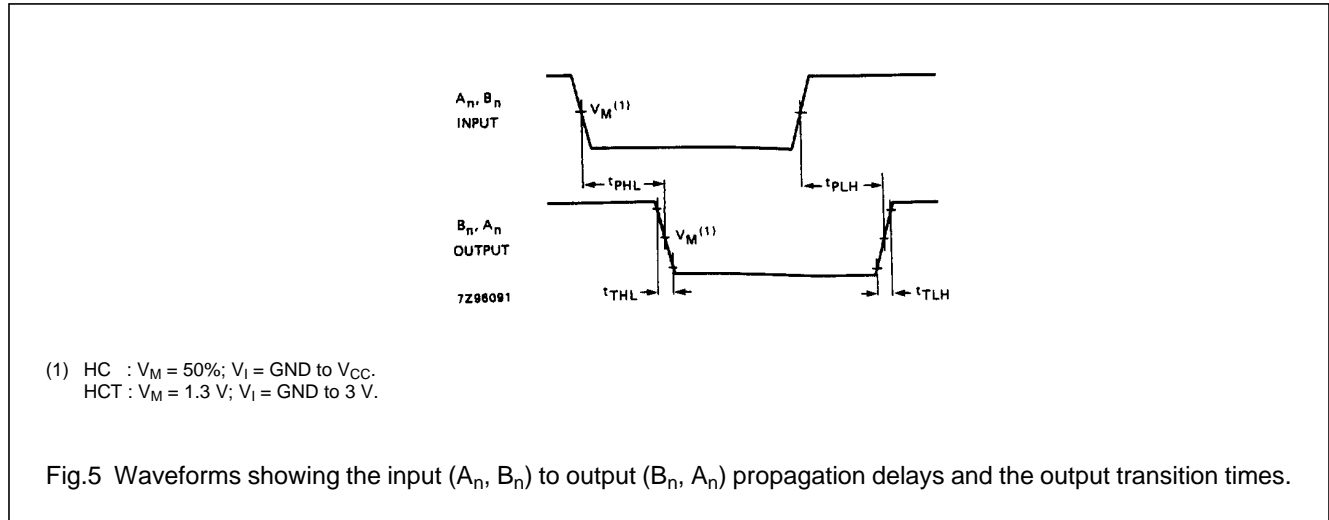 Aₙ, Bₙ
INPUT
V_M(1)
t_PHL
t_PLH
Bₙ, Aₙ
OUTPUT
V_M(1)
7Z96091
t_THL
t_TLH
(1) HC : V_M = 50%; V_I = GND to V_CC.
HCT : V_M = 1.3 V; V_I = GND to 3 V.
Fig.5 Waveforms showing the input (Aₙ, Bₙ) to output (Bₙ, Aₙ) propagation delays and the output transition times.